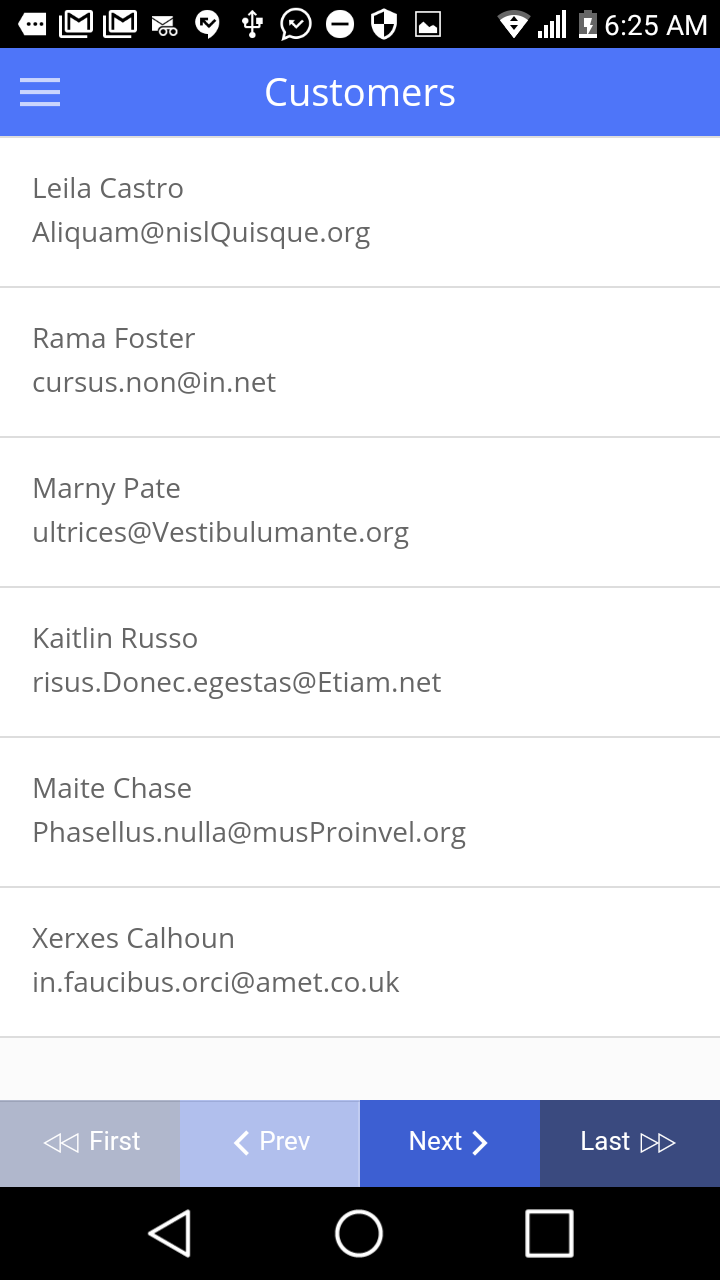 6:25 AM
Customers
Leila Castro
Aliquam@nislQuisque.org
Rama Foster
cursus.non@in.net
Marny Pate
ultrices@Vestibulumante.org
Kaitlin Russo
risus.Donec.egestas@Etiam.net
Maite Chase
Phasellus.nulla@musProinvel.org
Xerxes Calhoun
in.faucibus.orci@amet.co.uk
First Prev Next Last